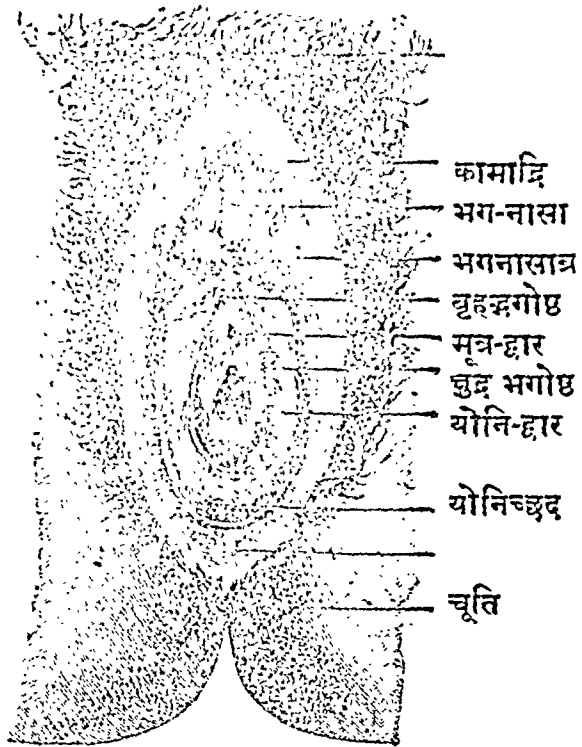 कामाद्रि
भग-नासा
भगनासाग्र
बृहद्भगोष्ठ
मूत्र-द्वार
क्षुद्र भगोष्ठ
योनि-द्वार
योनिच्छद
चूति